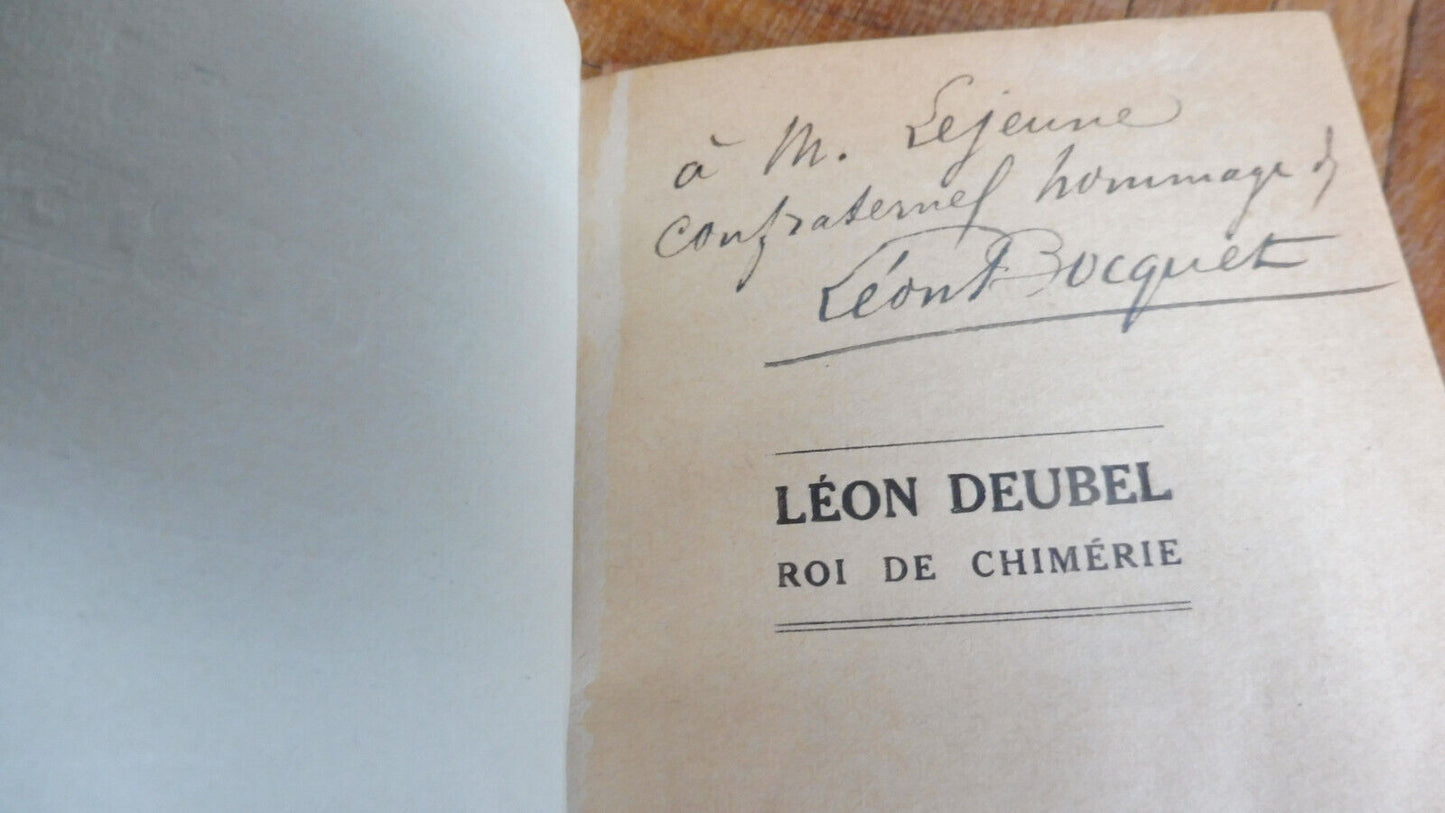 à M. Lejeune
confraternel hommage d
Léon Bocquet
LÉON DEUBEL
ROI DE CHIMÉRIE